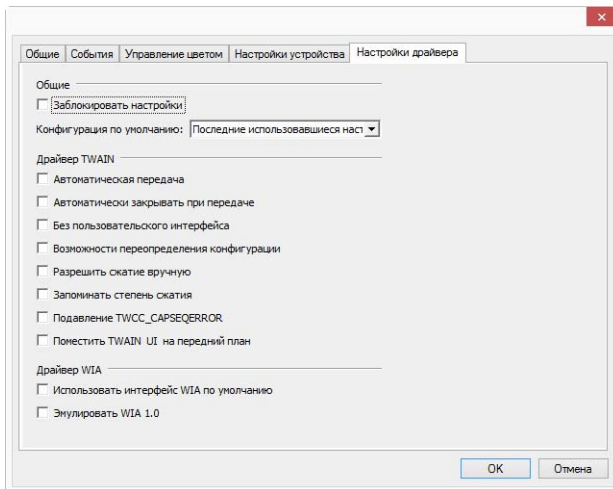 Общие События Управление цветом Настройки устройства Настройки драйвера
Общие
Заблокировать настройки
Конфигурация по умолчанию: Последние использовавшиеся наст
Драйвер TWAIN
Автоматическая передача
Автоматически закрывать при передаче
Без пользовательского интерфейса
Возможности переопределения конфигурации
Разрешить сжатие вручную
Запоминать степень сжатия
Подавление TWCC_CAPSEQERROR
Поместить TWAIN UI на передний план
Драйвер WIA
Использовать интерфейс WIA по умолчанию
Эмулировать WIA 1.0
OK Отмена